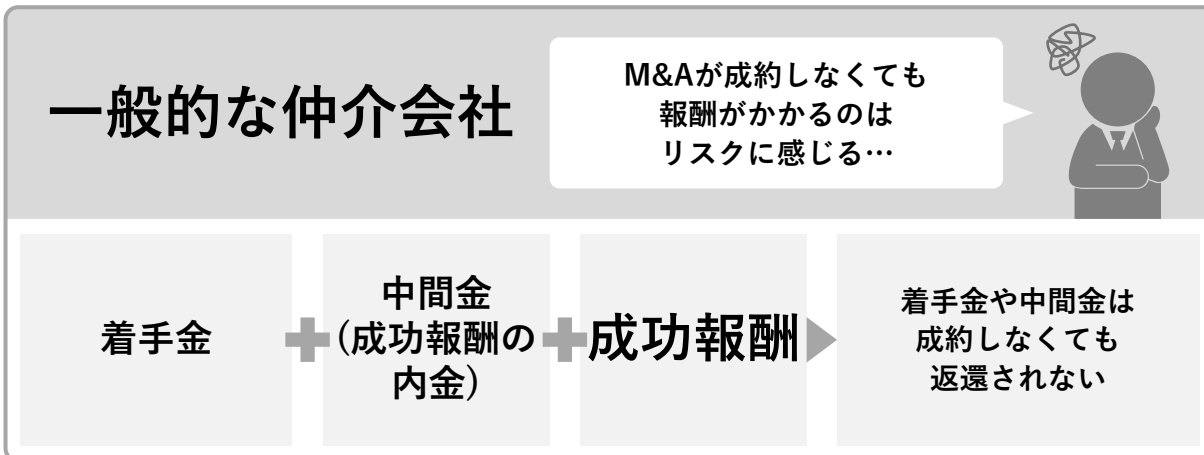 一般的な仲介会社
M&Aが成約しなくても
報酬がかかるのは
リスクに感じる…
着手金
中間金
(成功報酬の
内金)
成功報酬
着手金や中間金は
成約しなくても
返還されない